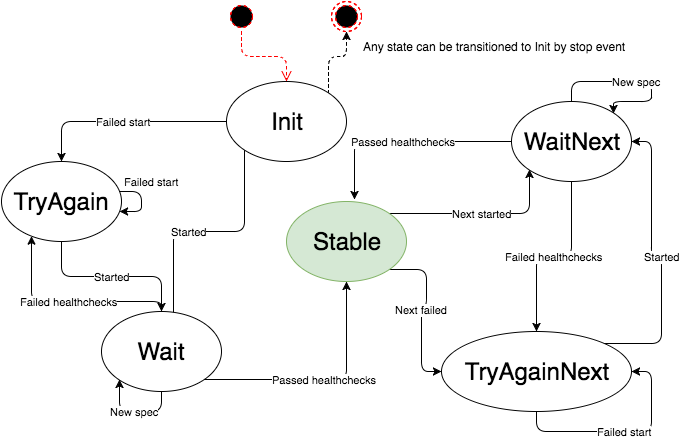 Any state can be transitioned to Init by stop event
New spec
Init
Failed start
WaitNext
Passed healthchecks
Failed start
TryAgain
Next started
Started
Stable
Failed healthchecks
Started
Started
Failed healthchecks
Next failed
Wait
TryAgainNext
Passed healthchecks
New spec
Failed start